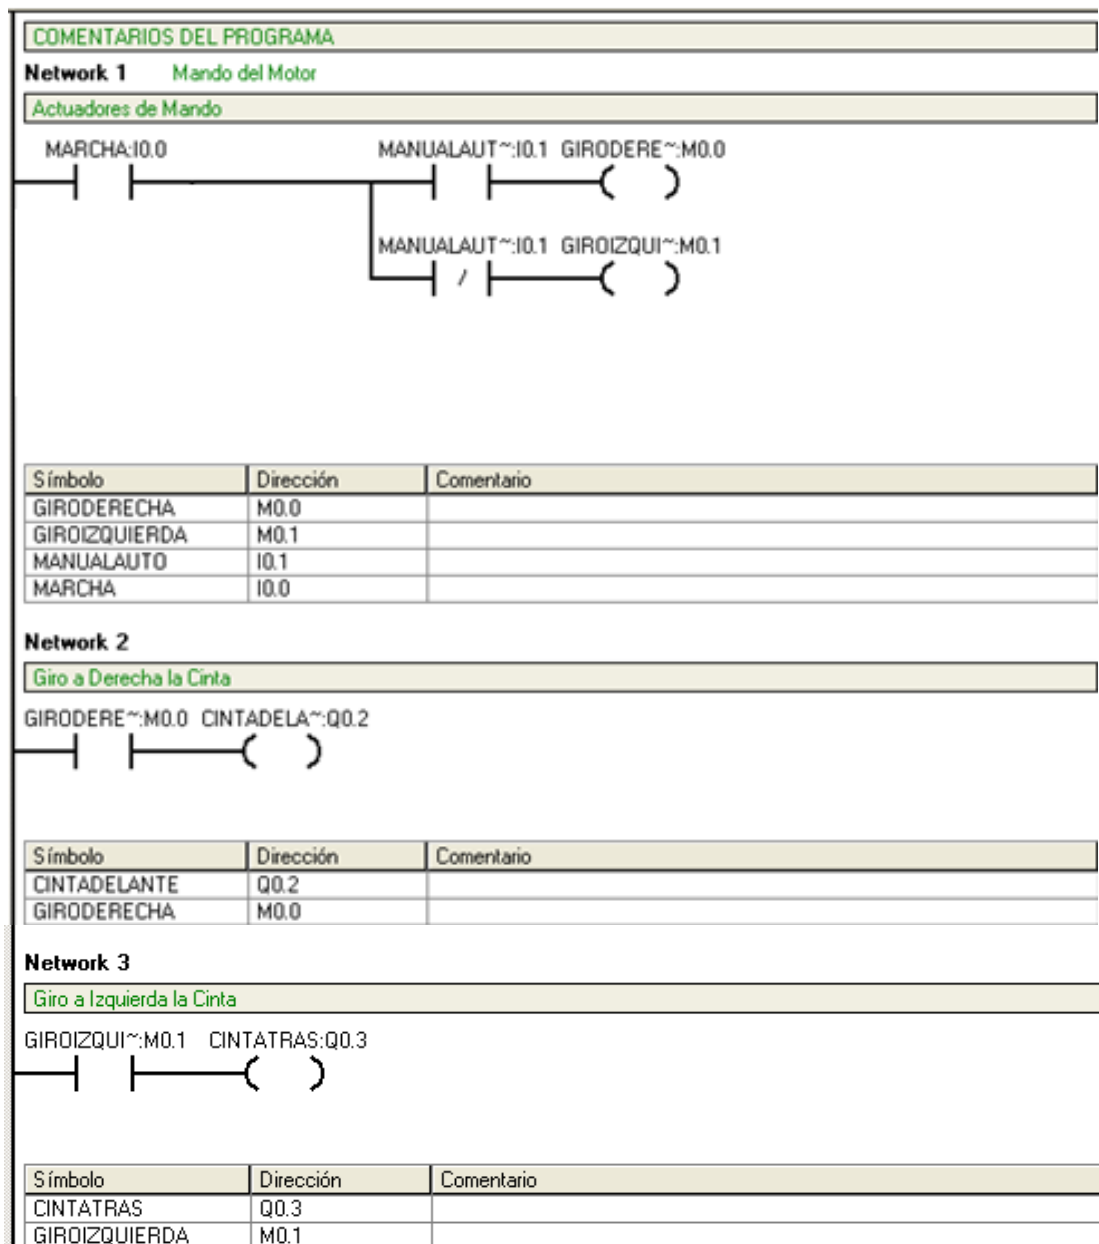 COMENTARIOS DEL PROGRAMA
Network 1 Mando del Motor
Actuadores de Mando
MARCHA:I0.0 MANUALAUT~:I0.1 GIRODERE~:M0.0
MANUALAUT~:I0.1 GIROIZQUI~:M0.1
/
Símbolo Dirección Comentario
GIRODERECHA M0.0
GIROIZQUIERDA M0.1
MANUALAUTO I0.1
MARCHA I0.0
Network 2
Giro a Derecha la Cinta
GIRODERE~:M0.0 CINTADELA~:Q0.2
Símbolo Dirección Comentario
CINTADELANTE Q0.2
GIRODERECHA M0.0
Network 3
Giro a Izquierda la Cinta
GIROIZQUI~:M0.1 CINTATRAS:Q0.3
Símbolo Dirección Comentario
CINTATRAS Q0.3
GIROIZQUIERDA M0.1